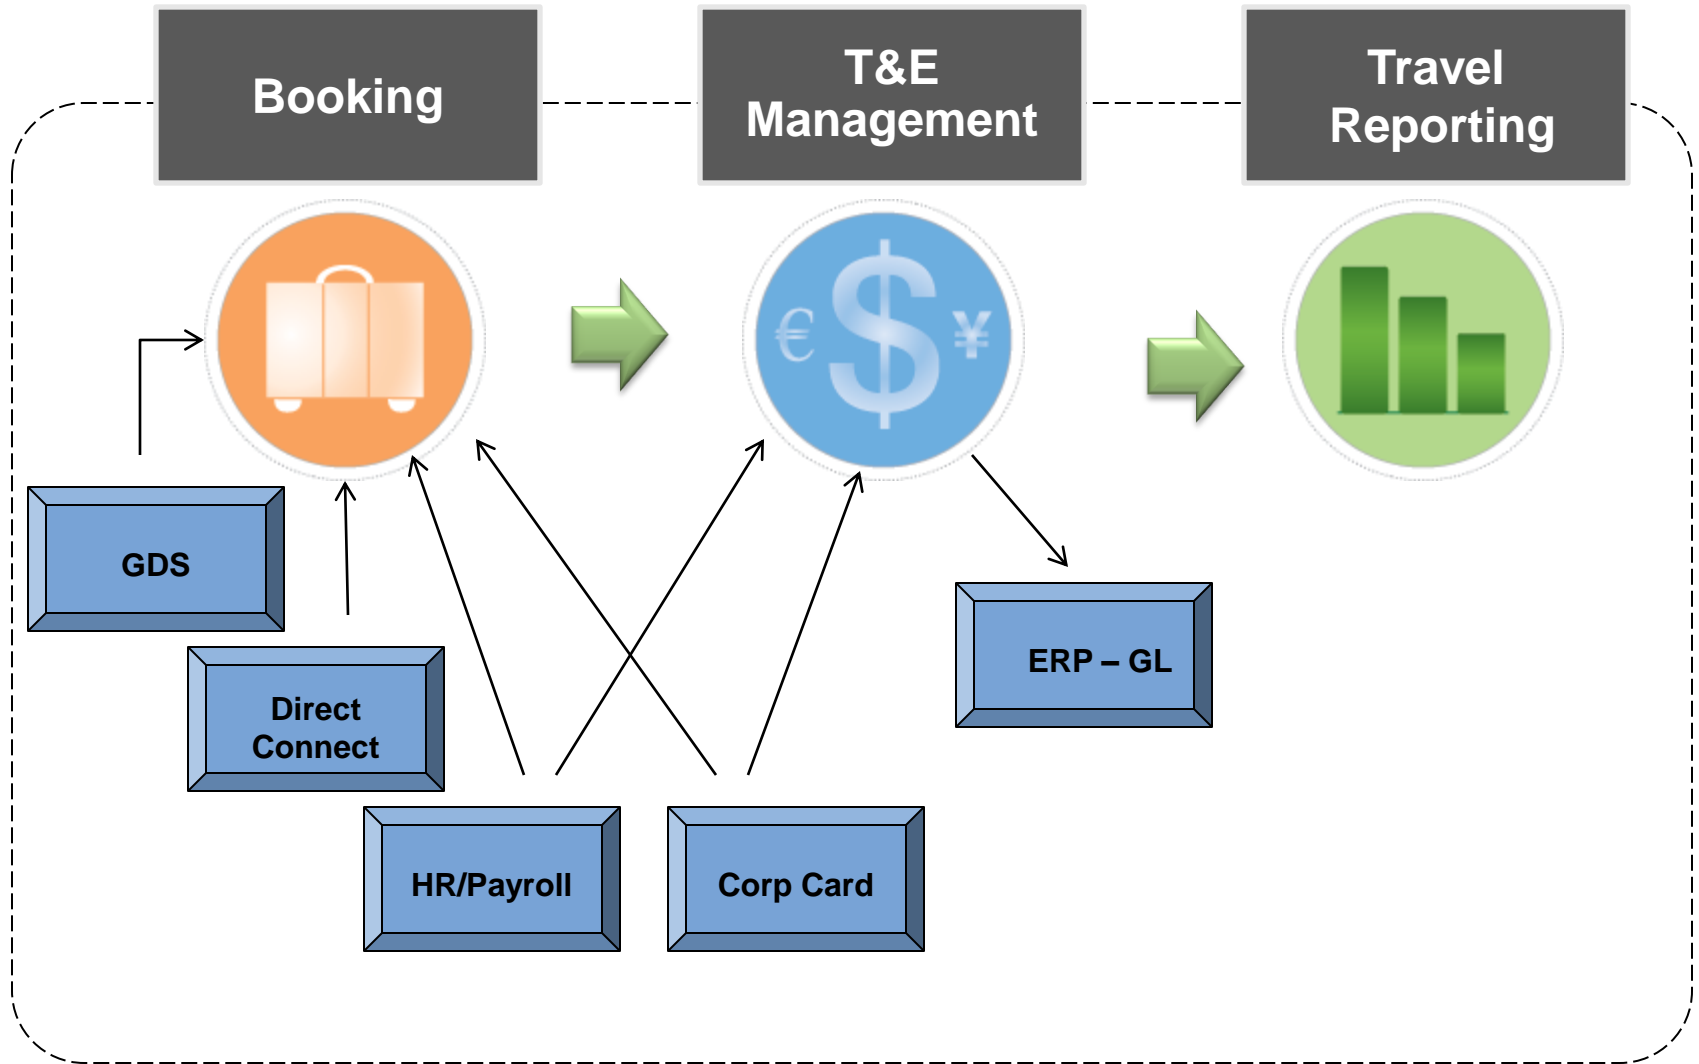 Booking
T&E
Management
Travel
Reporting
€ $ ¥
GDS
Direct
Connect
HR/Payroll
Corp Card
ERP – GL